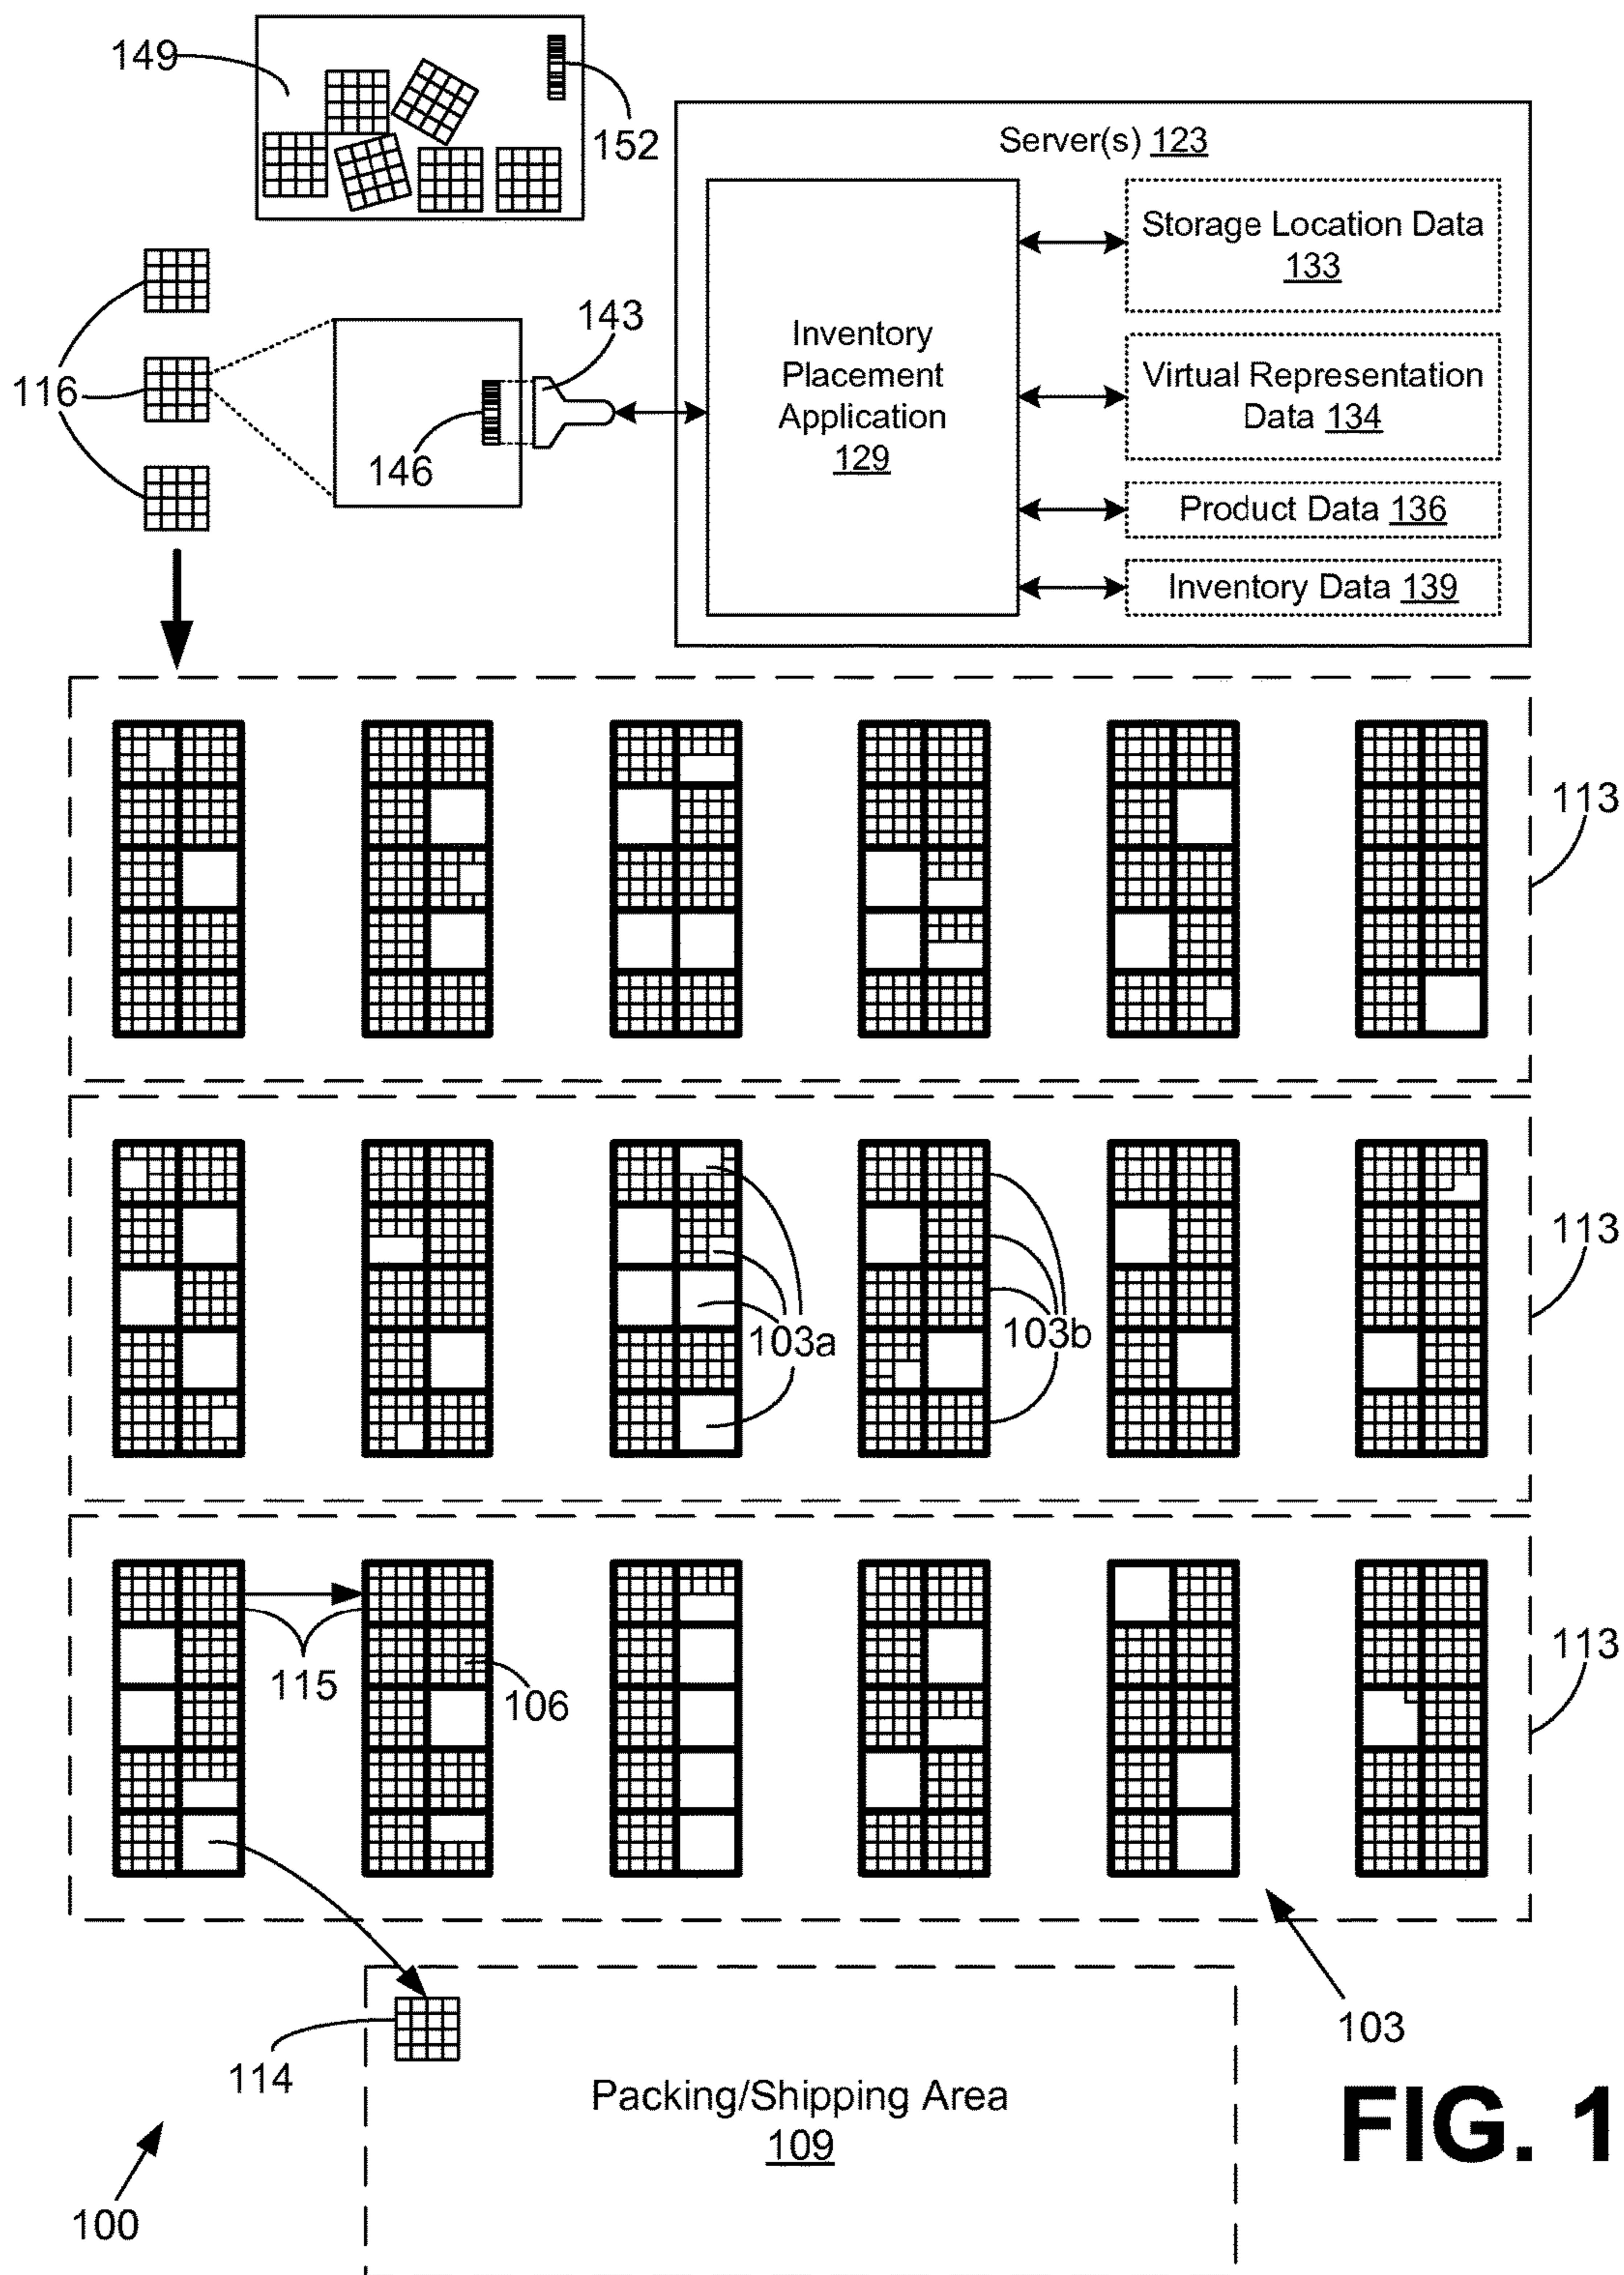 149
152
Server(s) 123
Storage Location Data
133
Inventory
Placement
Application
129
Virtual Representation
Data 134
Product Data 136
Inventory Data 139
143
116
146
113
113
103a
103b
113
115
106
103
114
Packing/Shipping Area
109
100
FIG. 1